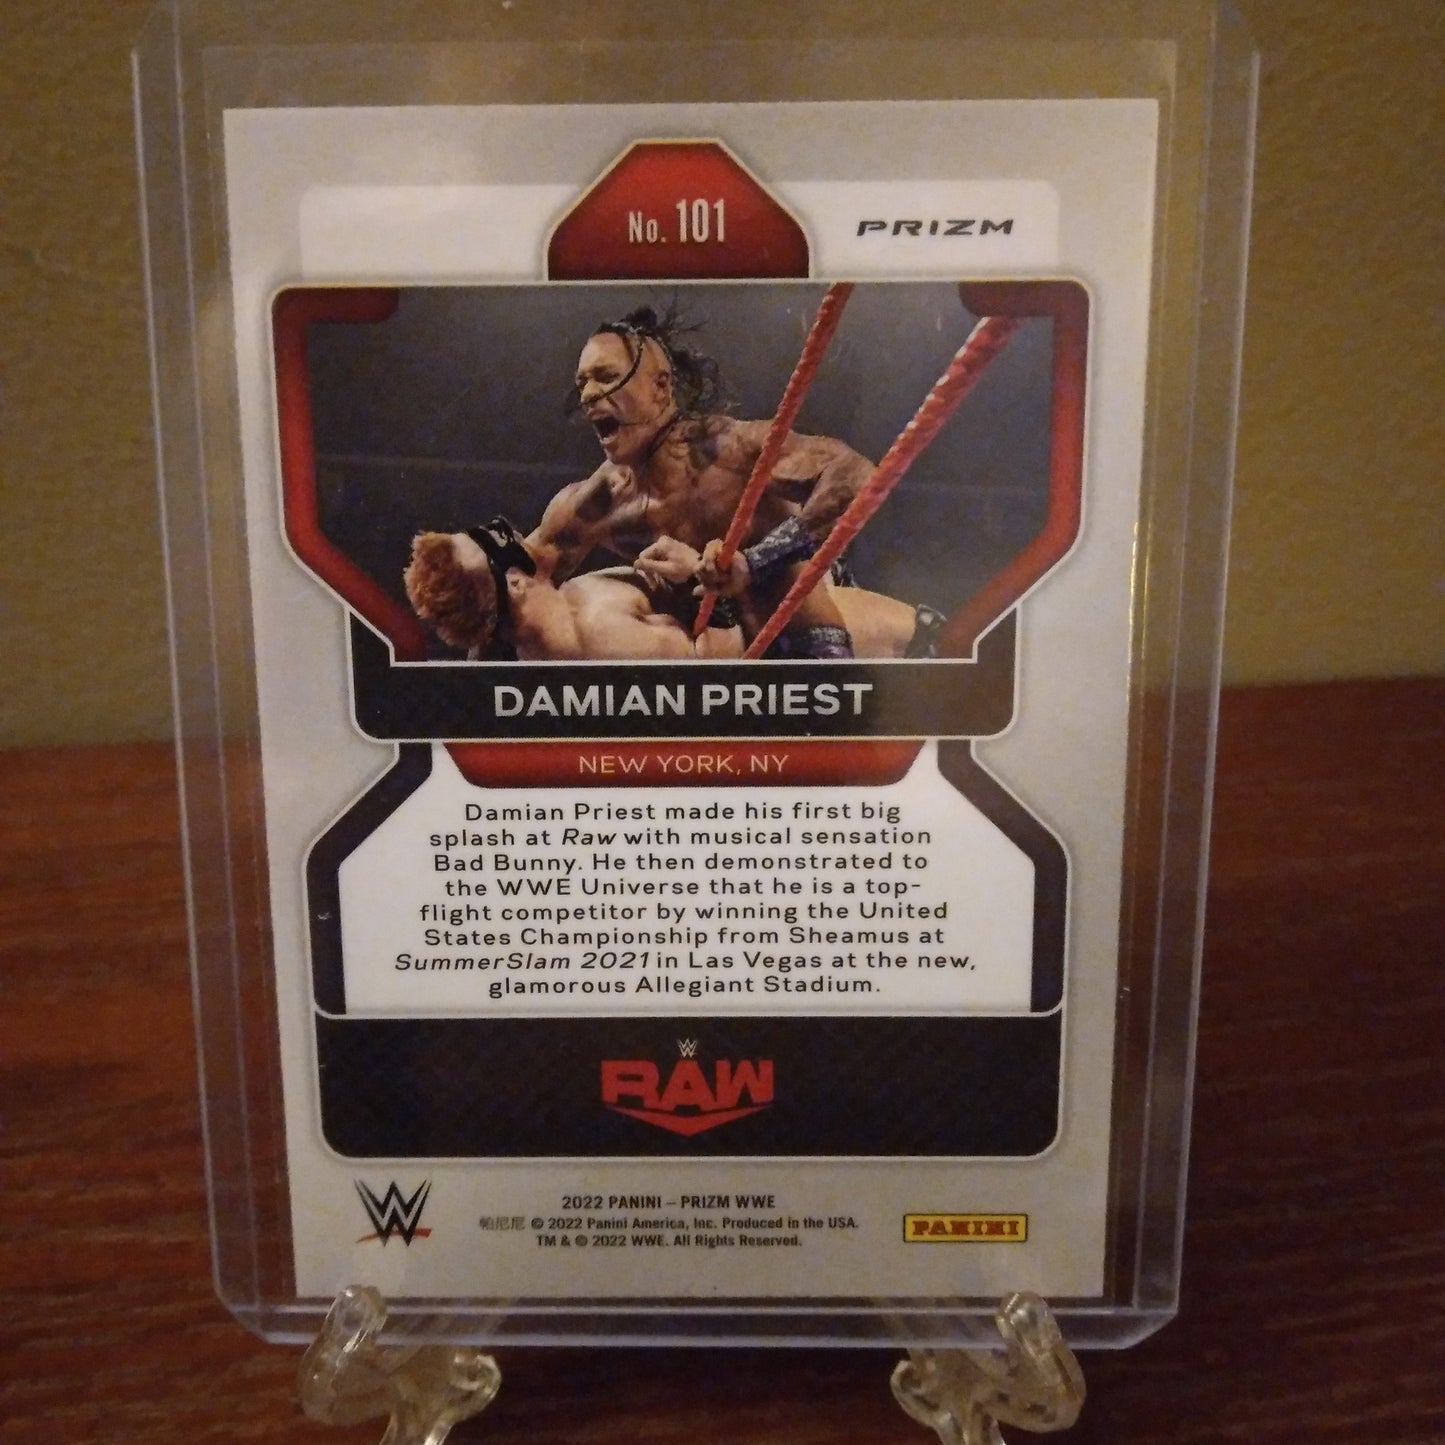 No. 101
PRIZM
DAMIAN PRIEST
NEW YORK, NY
Damian Priest made his first big
splash at Raw with musical sensation
Bad Bunny. He then demonstrated to
the WWE Universe that he is a top-
flight competitor by winning the United
States Championship from Sheamus at
SummerSlam 2021 in Las Vegas at the new,
glamorous Allegiant Stadium.
W
RAW
W
2022 PANINI – PRIZM WWE
帕尼尼 © 2022 Panini America, Inc. Produced in the USA.
TM & © 2022 WWE. All Rights Reserved.
PANINI